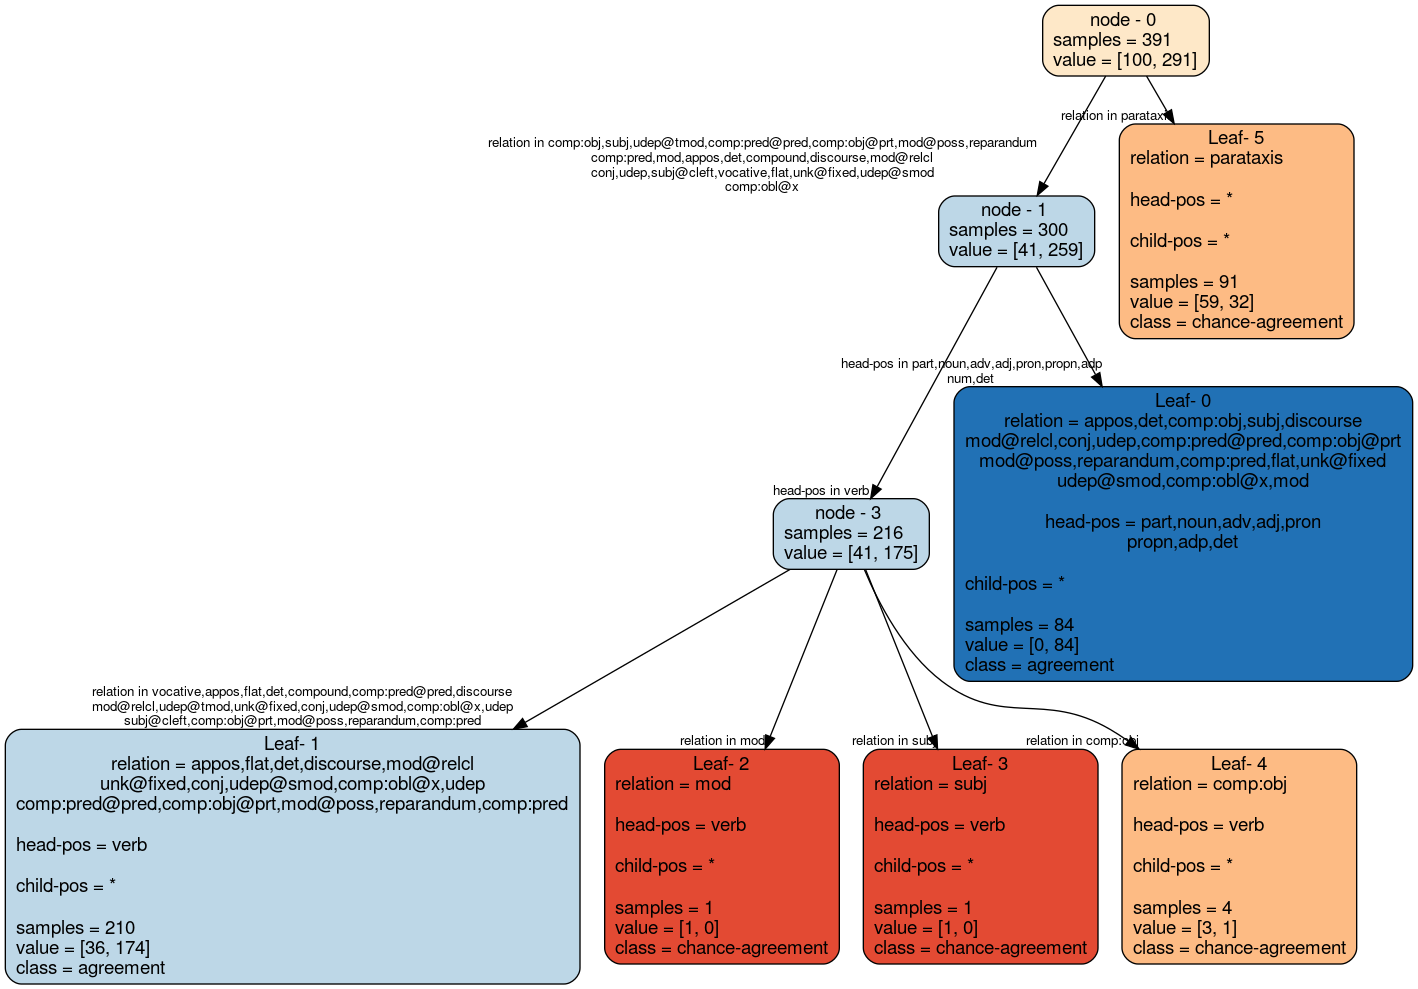 node - 0
samples = 391
value = [100, 291]
relation in parataxis
relation in comp:obj,subj,udep@tmod,comp:pred@pred,comp:obj@prt,mod@poss,reparandum
comp:pred,mod,appos,det,compound,discourse,mod@relcl
conj,udep,subj@cleft,vocative,flat,unk@fixed,udep@smod
comp:obl@x
Leaf- 5
relation = parataxis
head-pos = *
child-pos = *
samples = 91
value = [59, 32]
class = chance-agreement
node - 1
samples = 300
value = [41, 259]
head-pos in part,noun,adv,adj,pron,propn,adp
num,det
head-pos in verb
Leaf- 0
relation = appos,det,comp:obj,subj,discourse
mod@relcl,conj,udep,comp:pred@pred,comp:obj@prt
mod@poss,reparandum,comp:pred,flat,unk@fixed
udep@smod,comp:obl@x,mod
head-pos = part,noun,adv,adj,pron
propn,adp,det
child-pos = *
samples = 84
value = [0, 84]
class = agreement
node - 3
samples = 216
value = [41, 175]
relation in vocative,appos,flat,det,compound,comp:pred@pred,discourse
mod@relcl,udep@tmod,unk@fixed,conj,udep@smod,comp:obl@x,udep
subj@cleft,comp:obj@prt,mod@poss,reparandum,comp:pred
relation in mod
relation in subj
relation in comp:obj
Leaf- 1
relation = appos,flat,det,discourse,mod@relcl
unk@fixed,conj,udep@smod,comp:obl@x,udep
comp:pred@pred,comp:obj@prt,mod@poss,reparandum,comp:pred
head-pos = verb
child-pos = *
samples = 210
value = [36, 174]
class = agreement
Leaf- 2
relation = mod
head-pos = verb
child-pos = *
samples = 1
value = [1, 0]
class = chance-agreement
Leaf- 3
relation = subj
head-pos = verb
child-pos = *
samples = 1
value = [1, 0]
class = chance-agreement
Leaf- 4
relation = comp:obj
head-pos = verb
child-pos = *
samples = 4
value = [3, 1]
class = chance-agreement